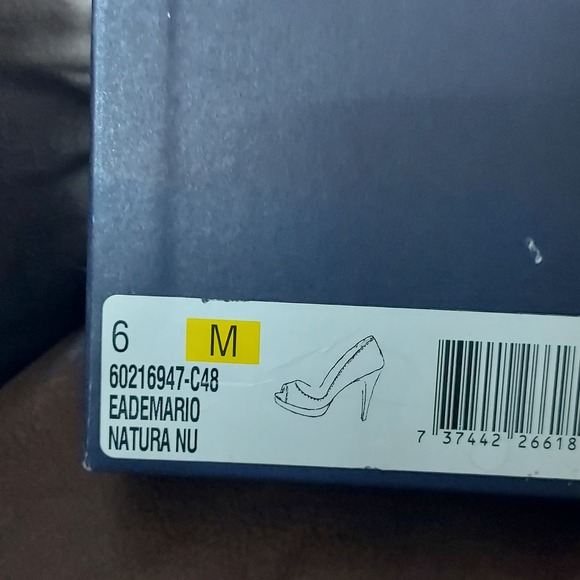 6 M
60216947-C48
EADEMARIO
NATURA NU
7 37442 26618